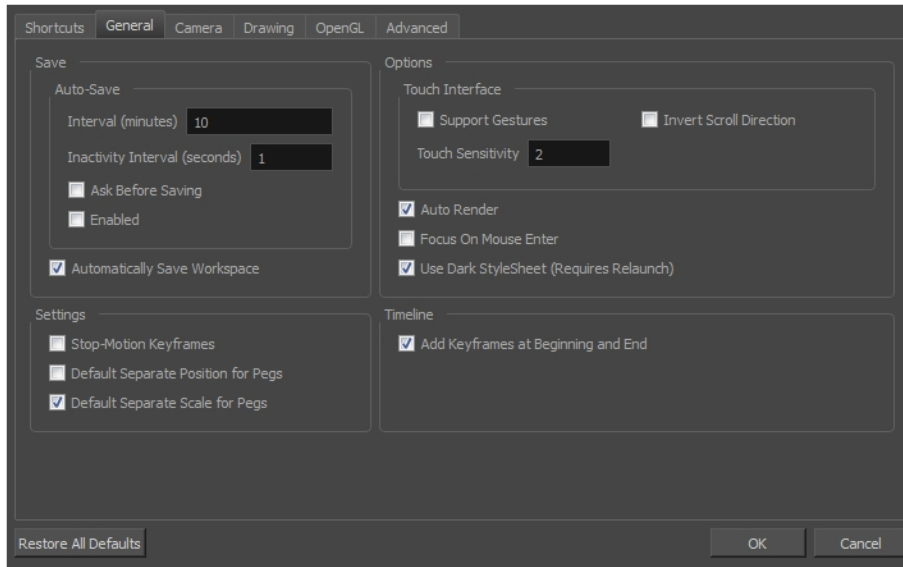 Shortcuts General Camera Drawing OpenGL Advanced
Save
Auto-Save
Interval (minutes) 10
Inactivity Interval (seconds) 1
Ask Before Saving
Enabled
Automatically Save Workspace
Options
Touch Interface
Support Gestures Invert Scroll Direction
Touch Sensitivity 2
Auto Render
Focus On Mouse Enter
Use Dark StyleSheet (Requires Relaunch)
Settings
Stop-Motion Keyframes
Default Separate Position for Pegs
Default Separate Scale for Pegs
Timeline
Add Keyframes at Beginning and End
Restore All Defaults OK Cancel